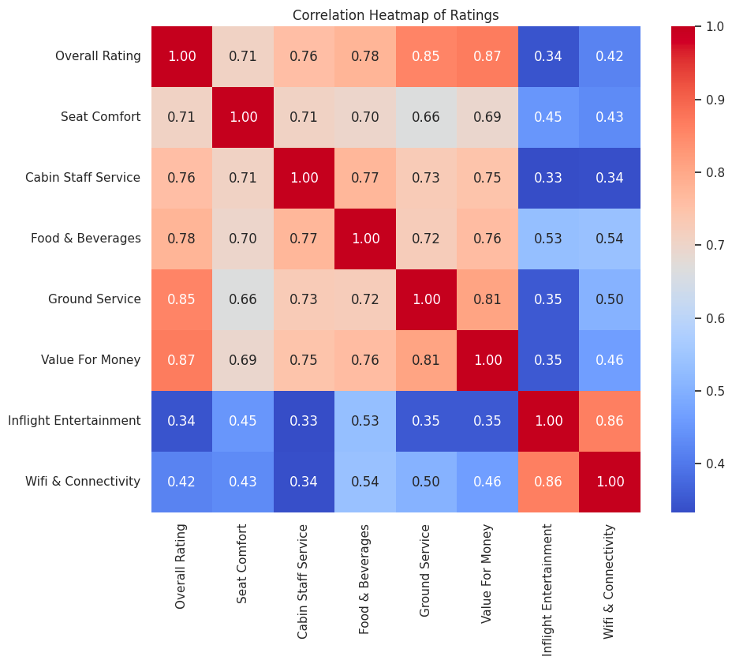 Correlation Heatmap of Ratings
Overall Rating 1.00 0.71 0.76 0.78 0.85 0.87 0.34 0.42
Seat Comfort 0.71 1.00 0.71 0.70 0.66 0.69 0.45 0.43
Cabin Staff Service 0.76 0.71 1.00 0.77 0.73 0.75 0.33 0.34
Food & Beverages 0.78 0.70 0.77 1.00 0.72 0.76 0.53 0.54
Ground Service 0.85 0.66 0.73 0.72 1.00 0.81 0.35 0.50
Value For Money 0.87 0.69 0.75 0.76 0.81 1.00 0.35 0.46
Inflight Entertainment 0.34 0.45 0.33 0.53 0.35 0.35 1.00 0.86
Wifi & Connectivity 0.42 0.43 0.34 0.54 0.50 0.46 0.86 1.00
Overall Rating
Seat Comfort
Cabin Staff Service
Food & Beverages
Ground Service
Value For Money
Inflight Entertainment
Wifi & Connectivity
1.0
0.9
0.8
0.7
0.6
0.5
0.4